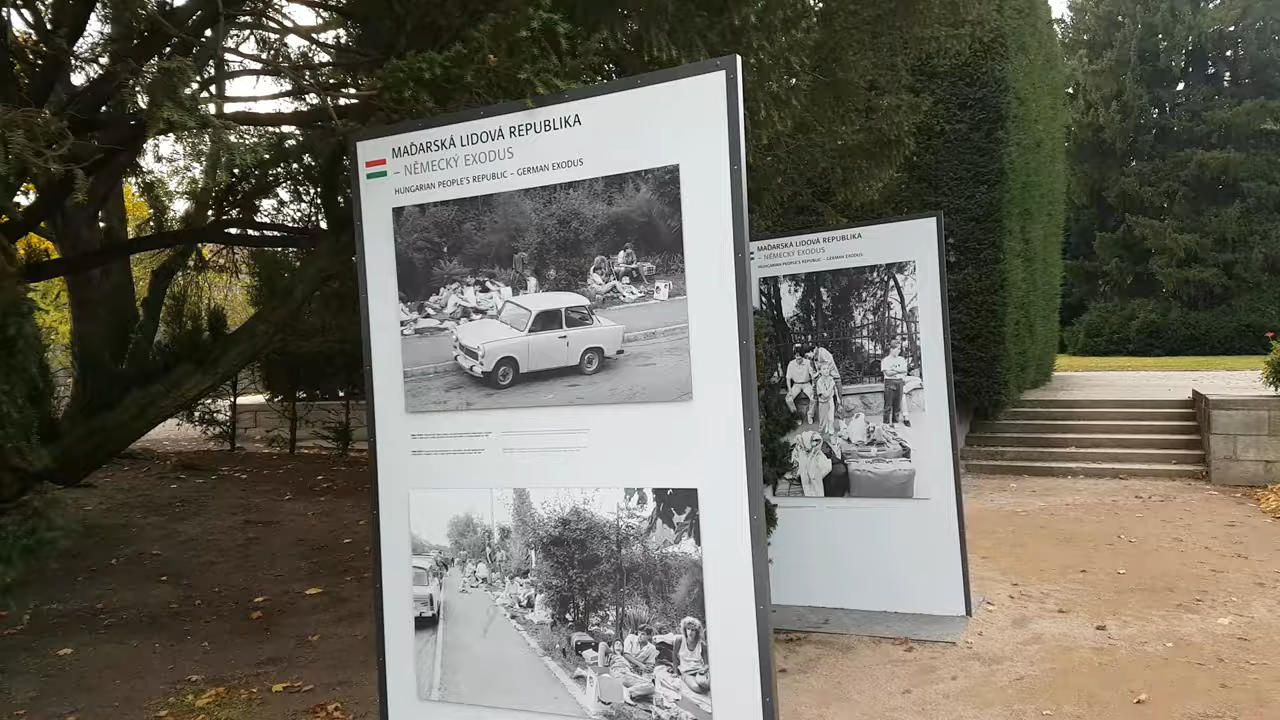 MAĎARSKÁ LIDOVÁ REPUBLIKA
– NĚMECKÝ EXODUS
HUNGARIAN PEOPLE'S REPUBLIC – GERMAN EXODUS
MAĎARSKÁ LIDOVÁ REPUBLIKA
– NĚMECKÝ EXODUS
HUNGARIAN PEOPLE'S REPUBLIC – GERMAN EXODUS